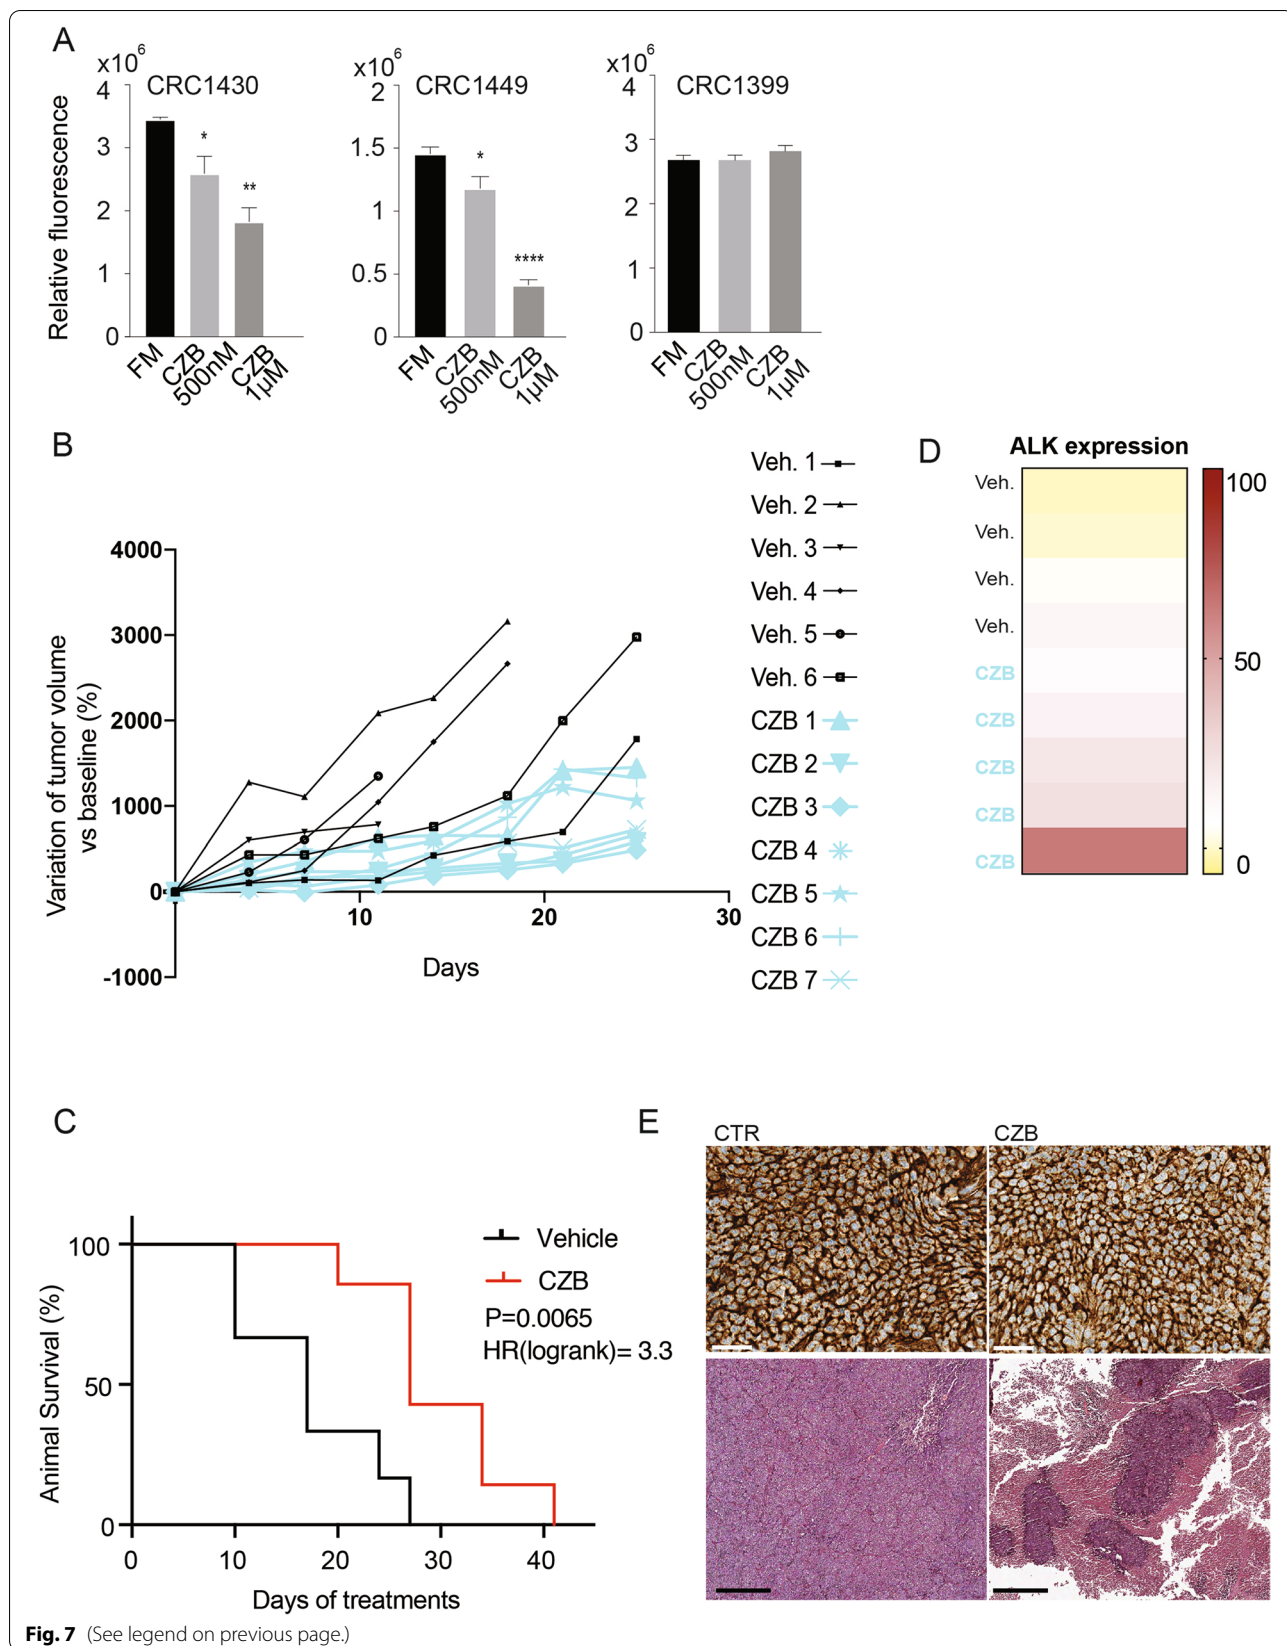 A
x10^6
CRC1430
Relative fluorescence
4
3
2
1
0
*
**
FM
CZB 500nM
CZB 1µM
x10^6
CRC1449
2
1.5
1
0.5
0
*
****
FM
CZB 500nM
CZB 1µM
x10^6
CRC1399
4
3
2
1
0
FM
CZB 500nM
CZB 1µM
B
Variation of tumor volume
vs baseline (%)
4000
3000
2000
1000
0
-1000
10
20
30
Days
Veh. 1
Veh. 2
Veh. 3
Veh. 4
Veh. 5
Veh. 6
CZB 1
CZB 2
CZB 3
CZB 4
CZB 5
CZB 6
CZB 7
D
ALK expression
Veh.
Veh.
Veh.
Veh.
CZB
CZB
CZB
CZB
CZB
100
50
0
C
Animal Survival (%)
100
50
0
0
10
20
30
40
Days of treatments
Vehicle
CZB
P=0.0065
HR(logrank)= 3.3
E
CTR
CZB
Fig. 7 (See legend on previous page.)